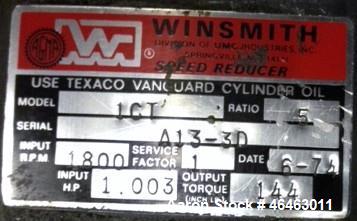 AGMA W WINSMITH
DIVISION OF UMC INDUSTRIES, INC.
SPRINGVILLE, N.Y. 14141
SPEED REDUCER
USE TEXACO VANGUARD CYLINDER OIL
MODEL 1CT RATIO 5
SERIAL A13-3D
INPUT R.P.M. 1800 SERVICE FACTOR 1 DATE 6-74
INPUT H.P. 1.003 OUTPUT TORQUE 144
Aaron Stock # 46463011